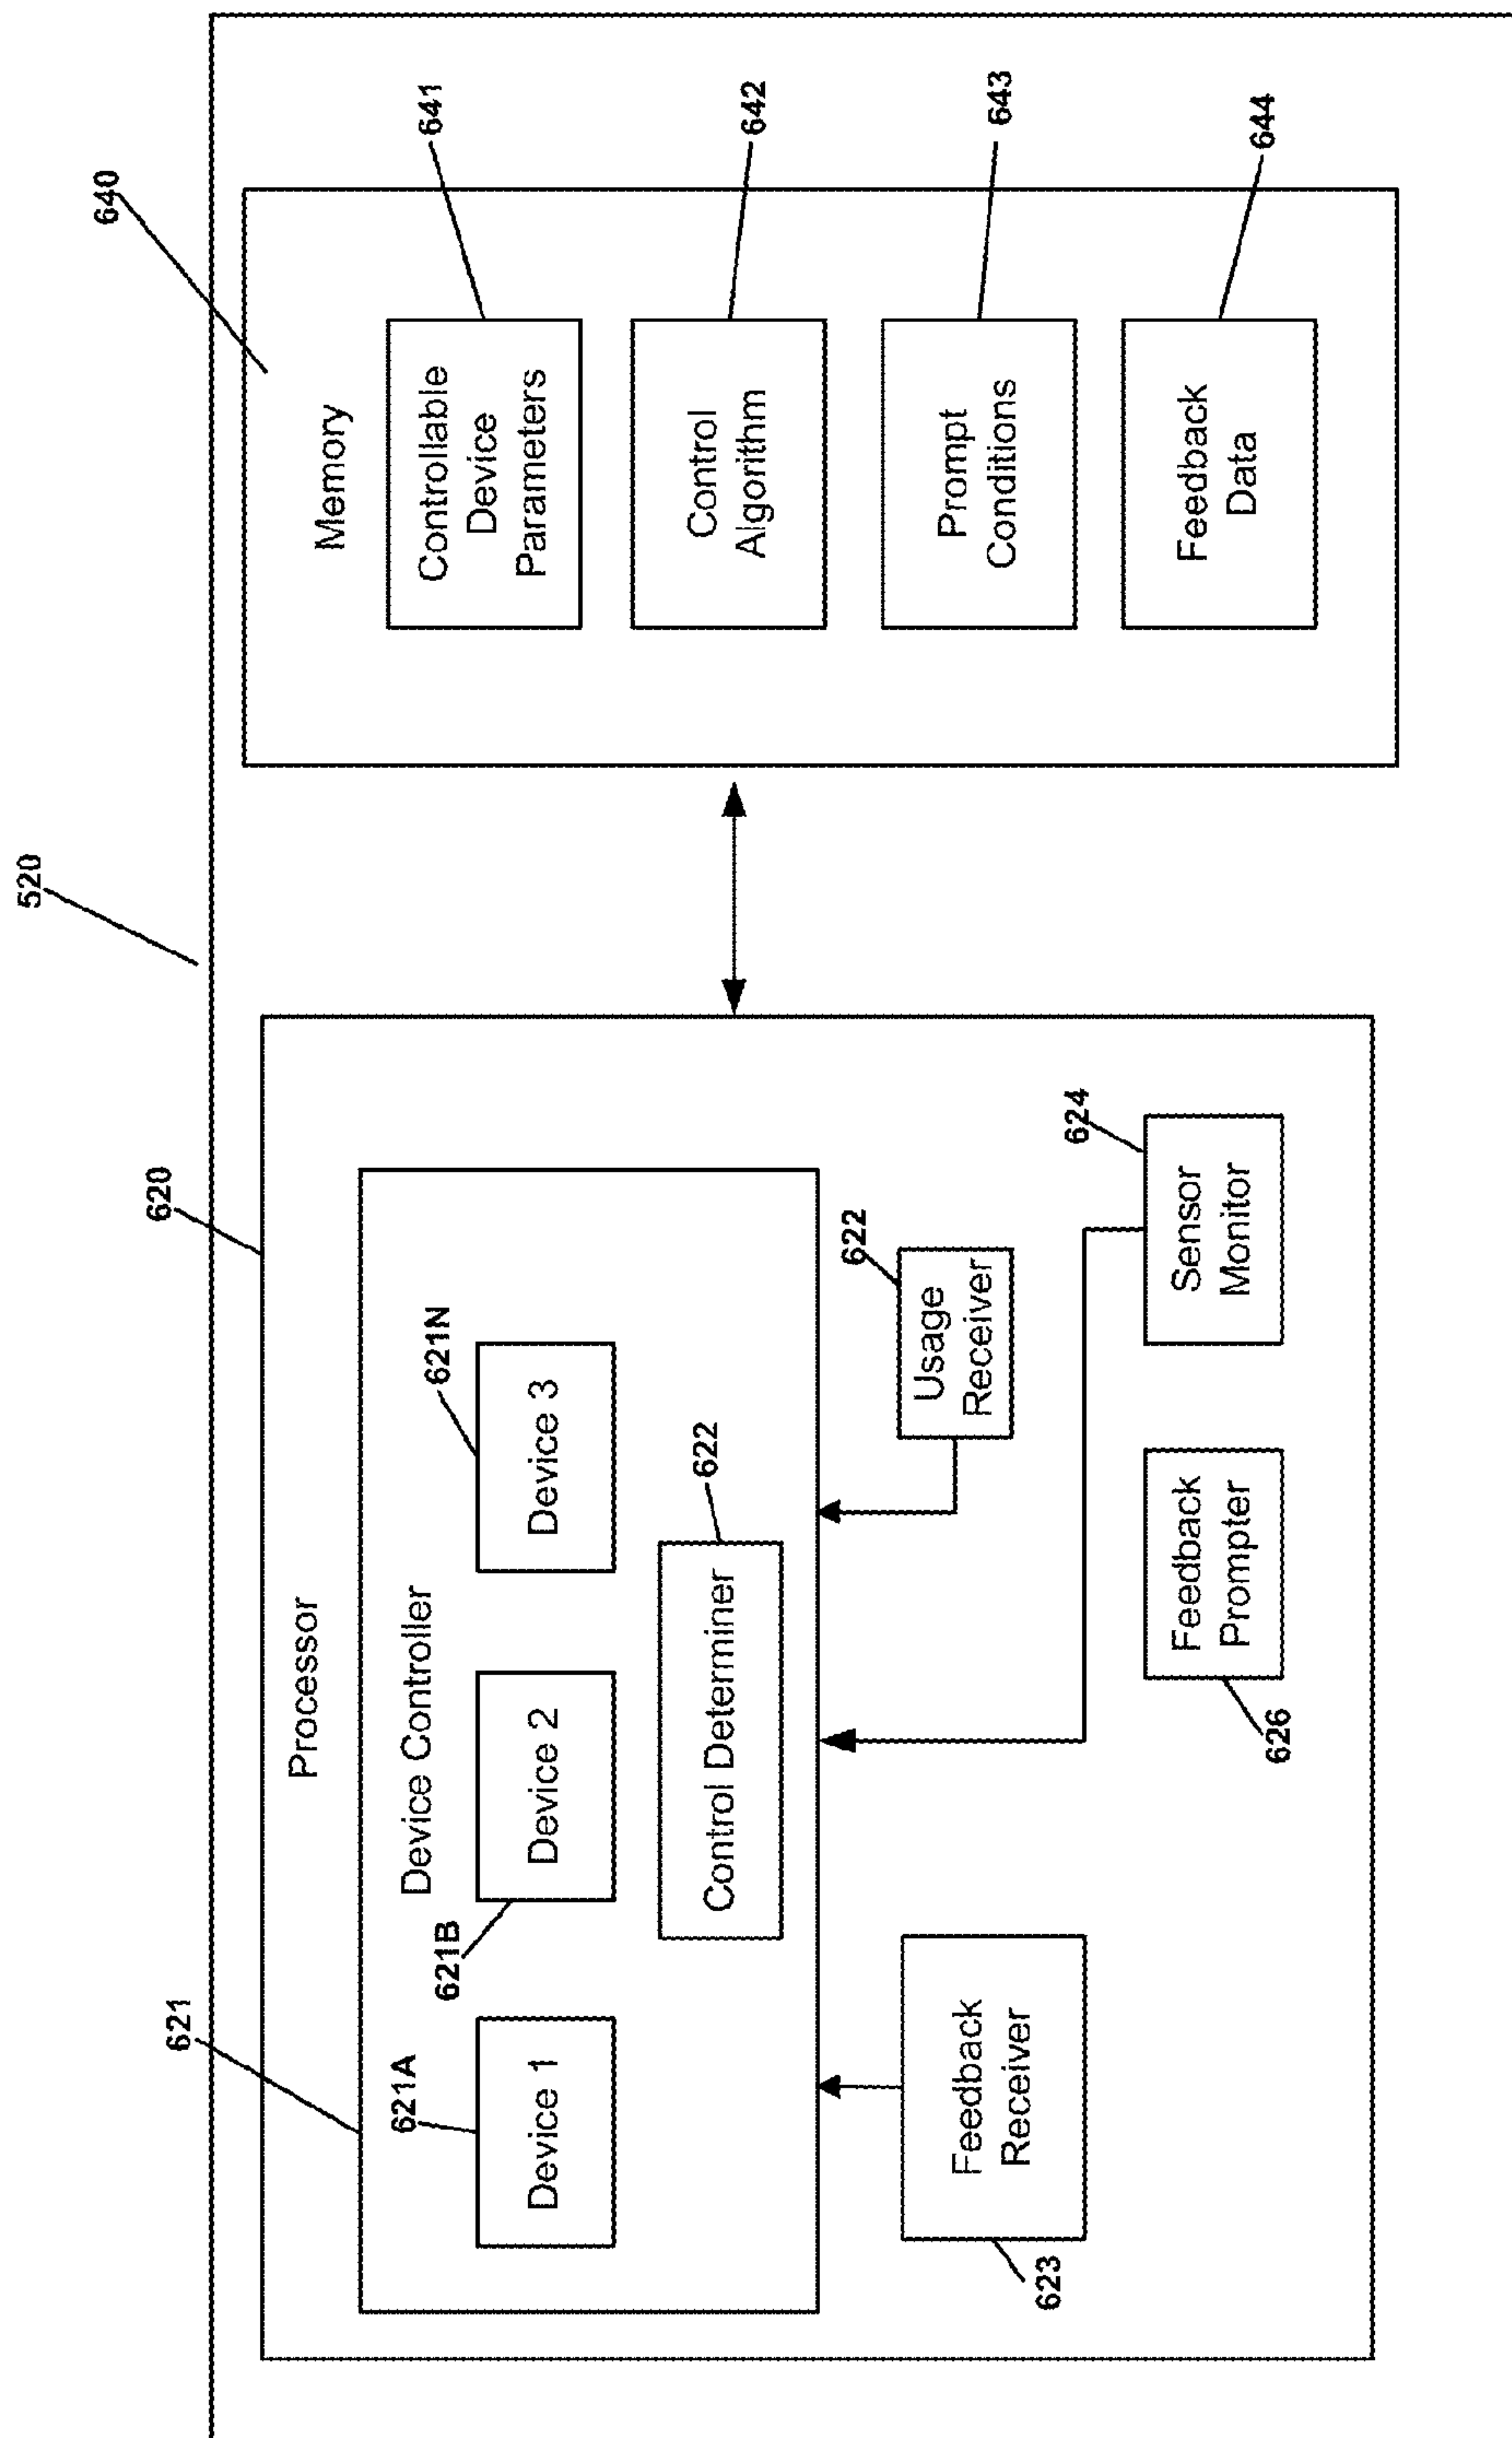 520
620
Processor
621
Device Controller
621A
Device 1
621B
Device 2
621N
Device 3
622
Control Determiner
623
Feedback
Receiver
622
Usage
Receiver
626
Feedback
Prompter
624
Sensor
Monitor
640
Memory
641
Controllable
Device
Parameters
642
Control
Algorithm
643
Prompt
Conditions
644
Feedback
Data